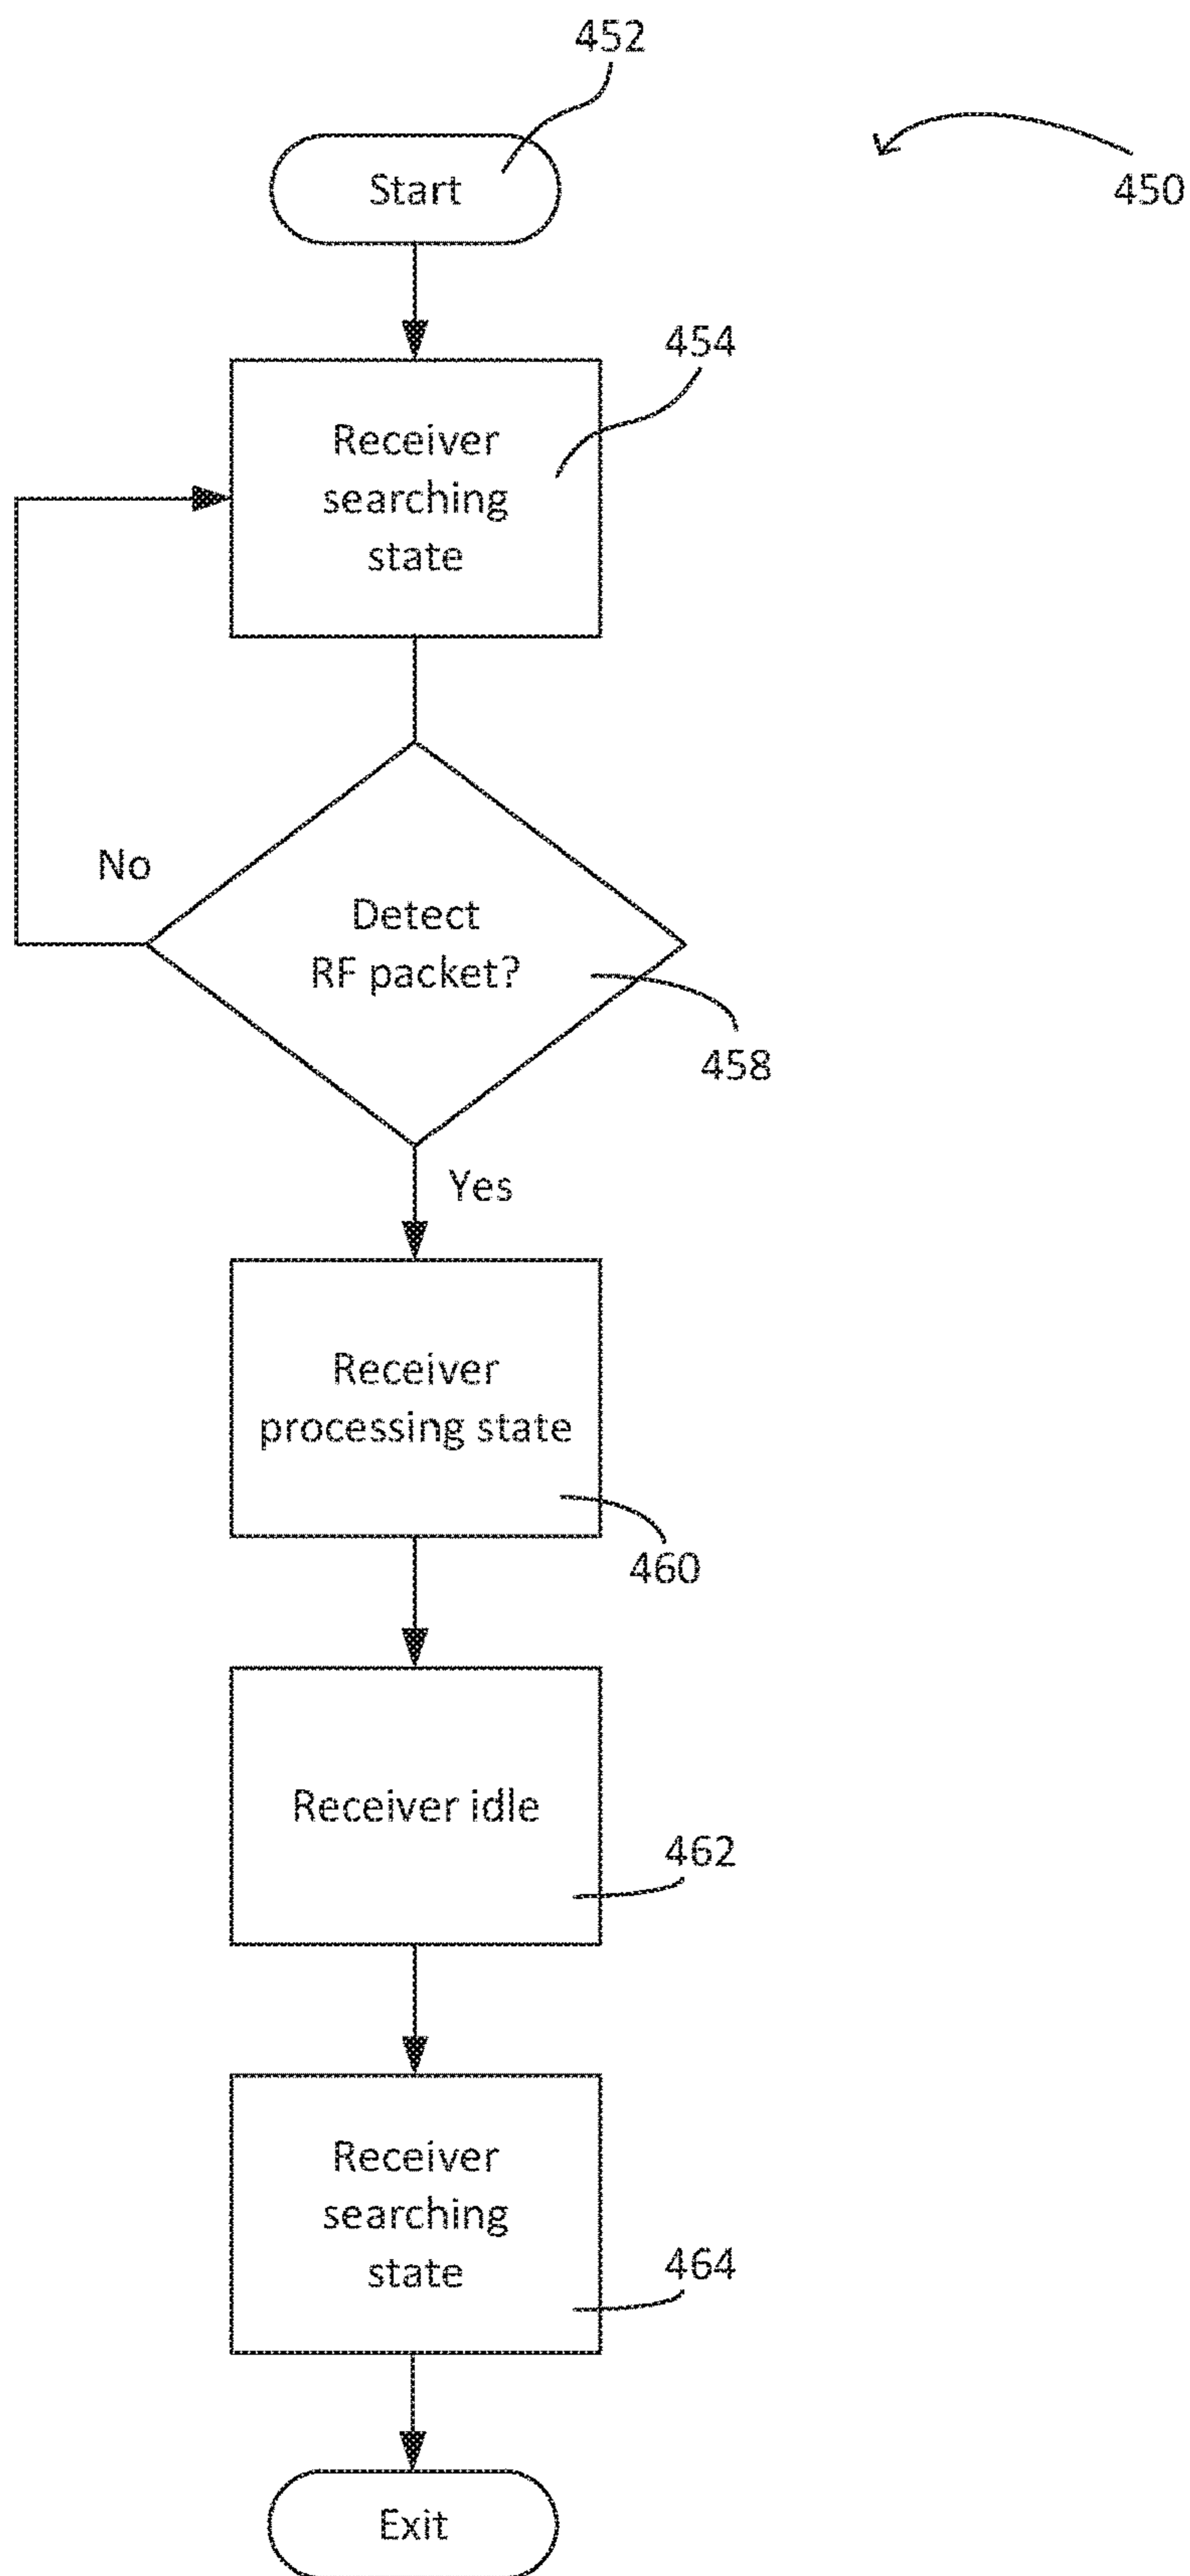 452
Start
450
454
Receiver
searching
state
No
Detect
RF packet?
458
Yes
Receiver
processing state
460
Receiver idle
462
Receiver
searching
state
464
Exit